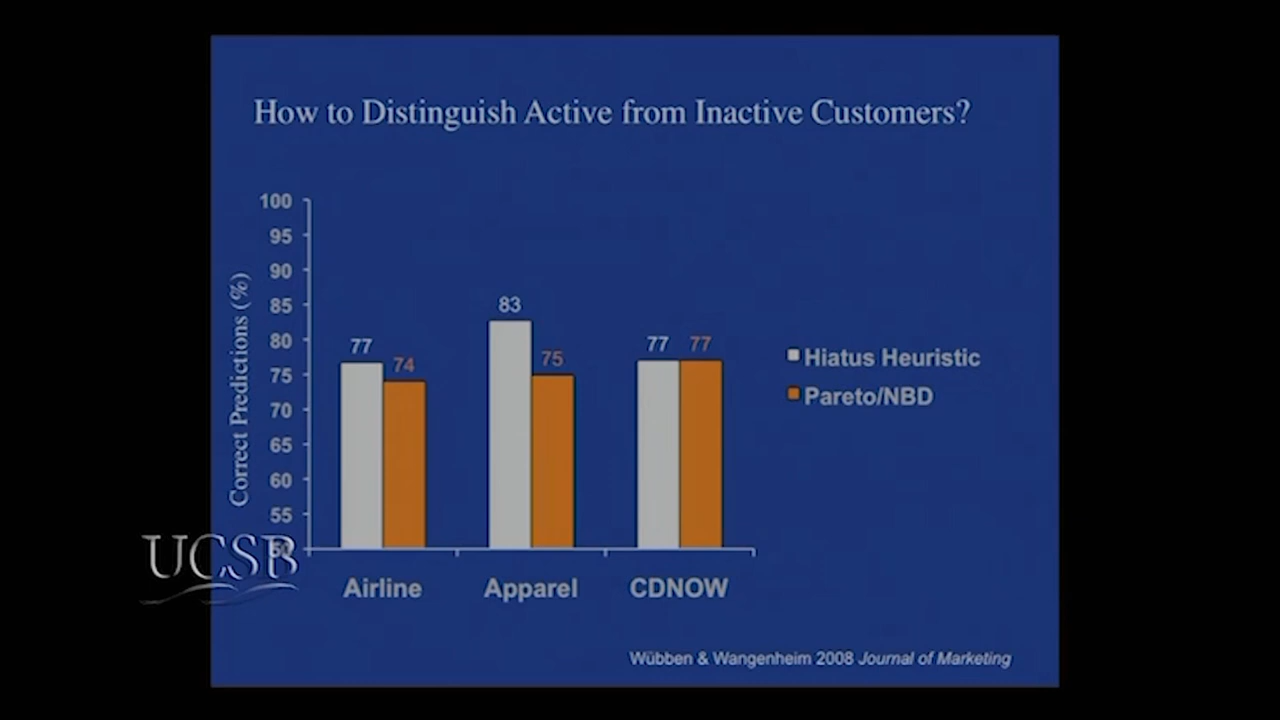 How to Distinguish Active from Inactive Customers?
Correct Predictions (%)
100
95
90
85
80
75
70
65
60
55
50
77
74
83
75
77
77
Airline
Apparel
CDNOW
Hiatus Heuristic
Pareto/NBD
UCSB
Wübben & Wangenheim 2008 Journal of Marketing